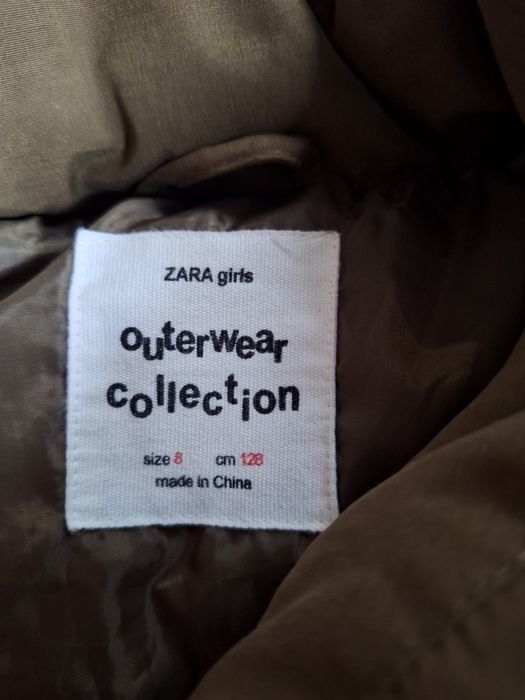 ZARA girls
outerwear
collection
size 8 cm 128
made in China